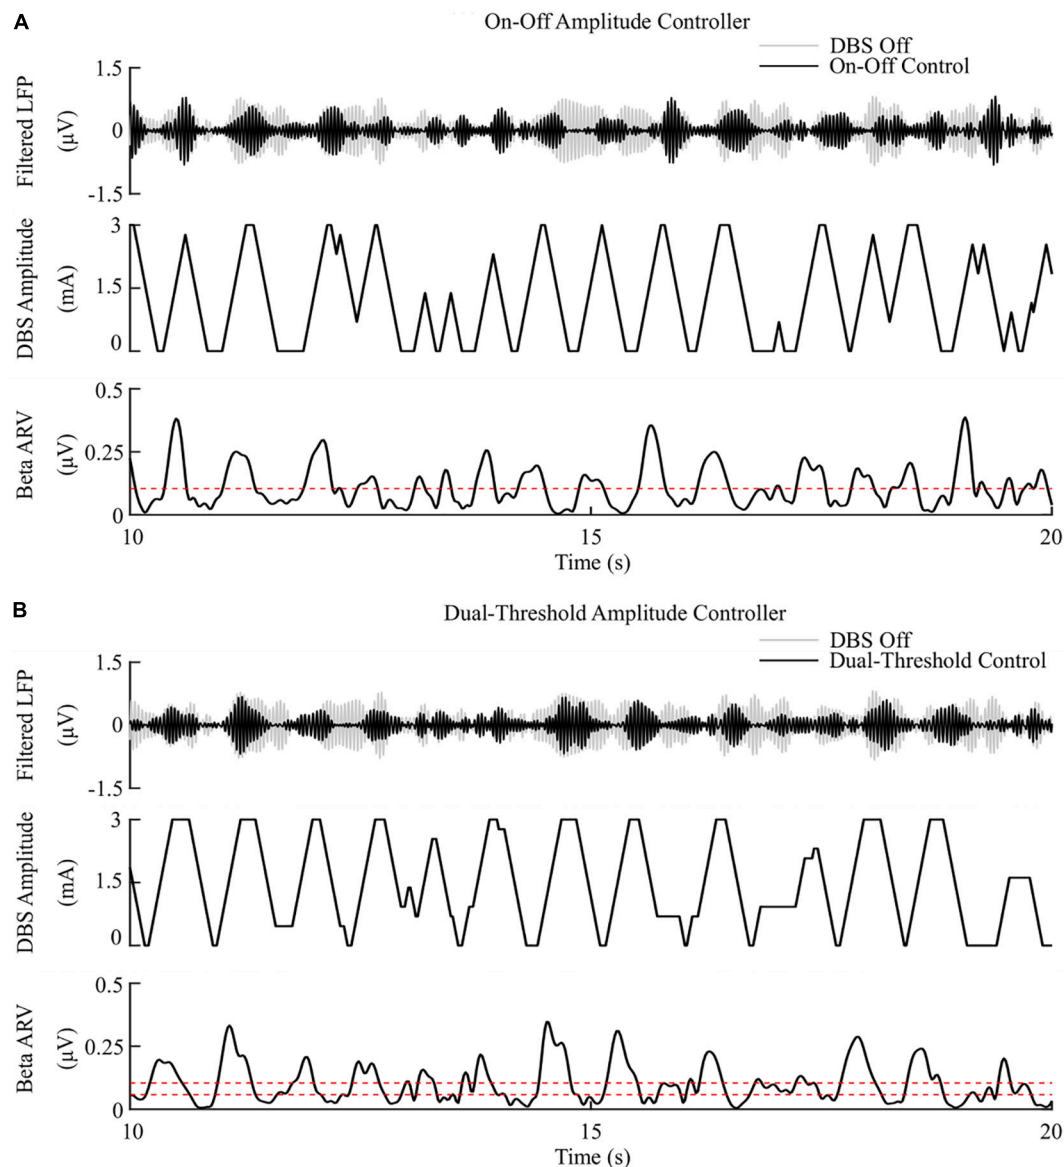 A
On-Off Amplitude Controller
DBS Off
On-Off Control
Filtered LFP
(µV)
1.5
0
-1.5
DBS Amplitude
(mA)
3
1.5
0
Beta ARV
(µV)
0.5
0.25
0
10
15
20
Time (s)
B
Dual-Threshold Amplitude Controller
DBS Off
Dual-Threshold Control
Filtered LFP
(µV)
1.5
0
-1.5
DBS Amplitude
(mA)
3
1.5
0
Beta ARV
(µV)
0.5
0.25
0
10
15
20
Time (s)